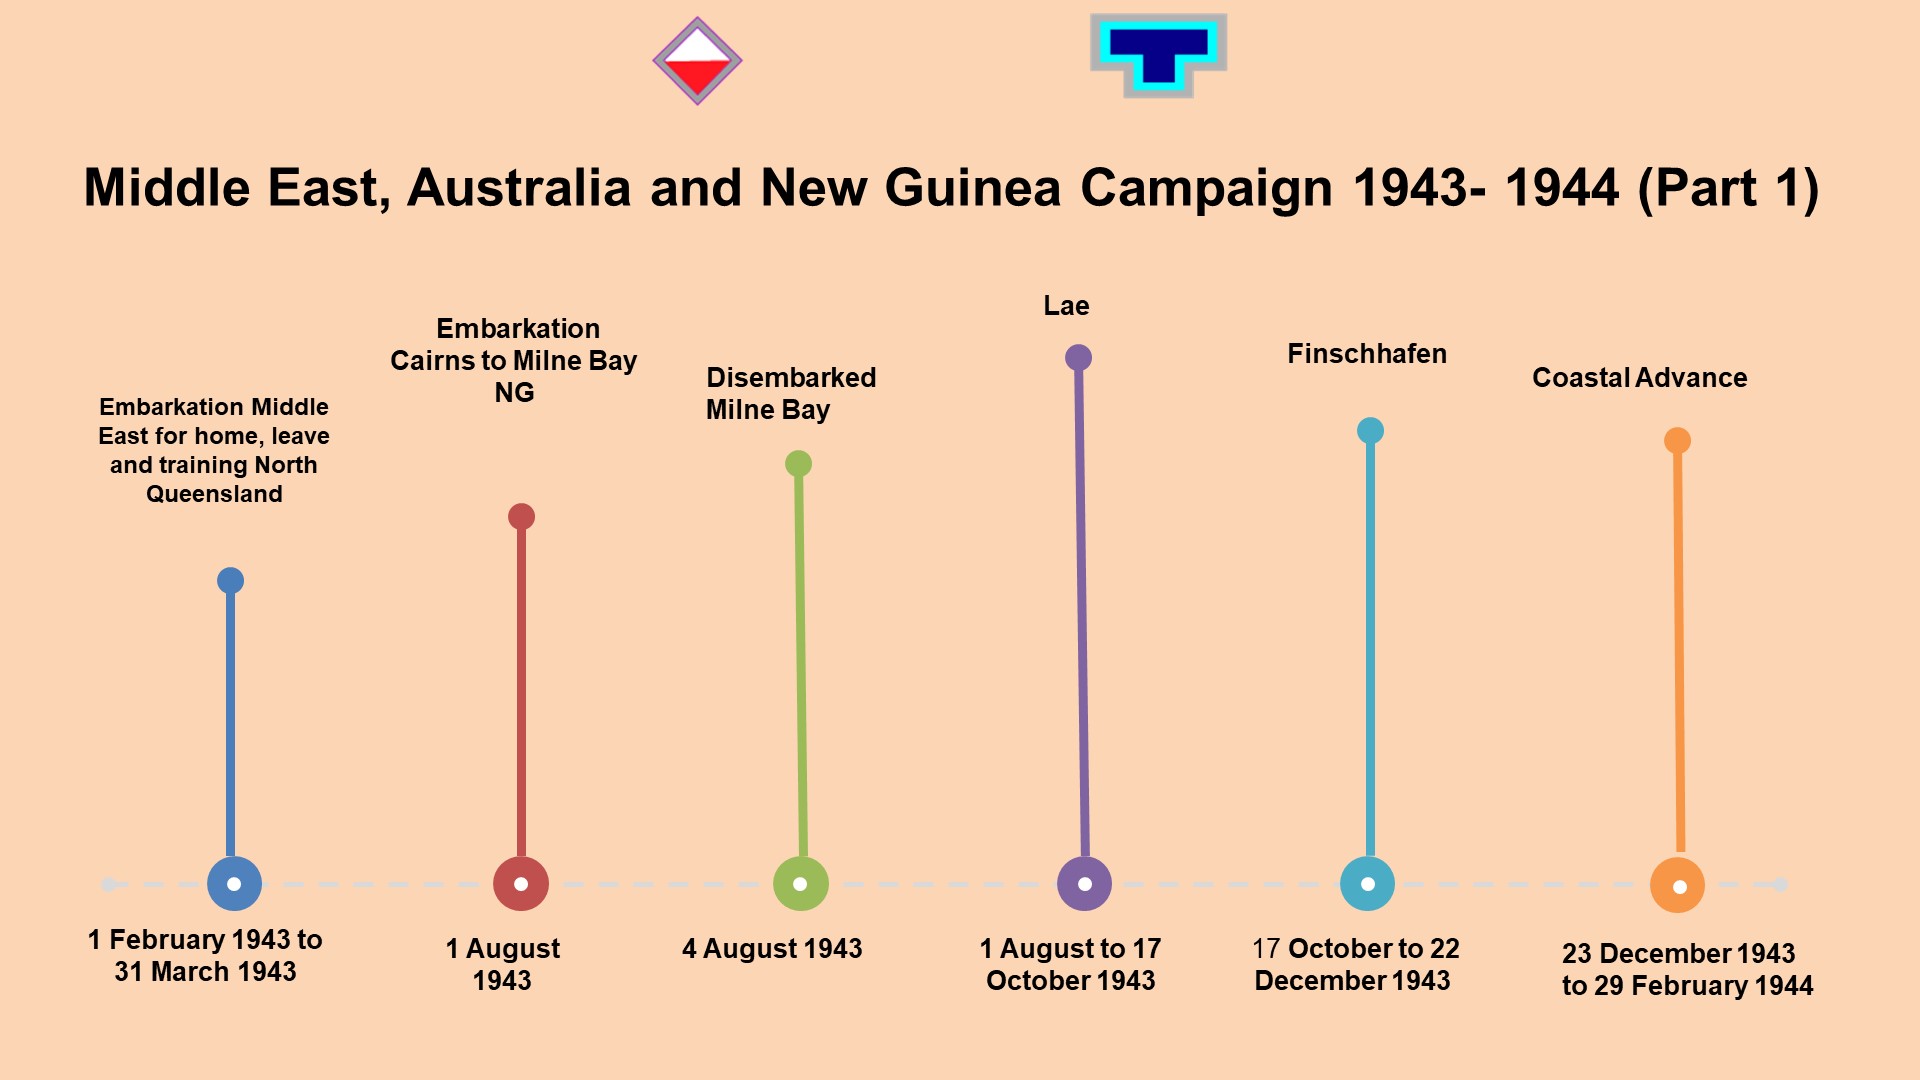 Middle East, Australia and New Guinea Campaign 1943- 1944 (Part 1)
Embarkation Middle
East for home, leave
and training North
Queensland
Embarkation
Cairns to Milne Bay
NG
Disembarked
Milne Bay
Lae
Finschhafen
Coastal Advance
1 February 1943 to
31 March 1943
1 August
1943
4 August 1943
1 August to 17
October 1943
17 October to 22
December 1943
23 December 1943
to 29 February 1944